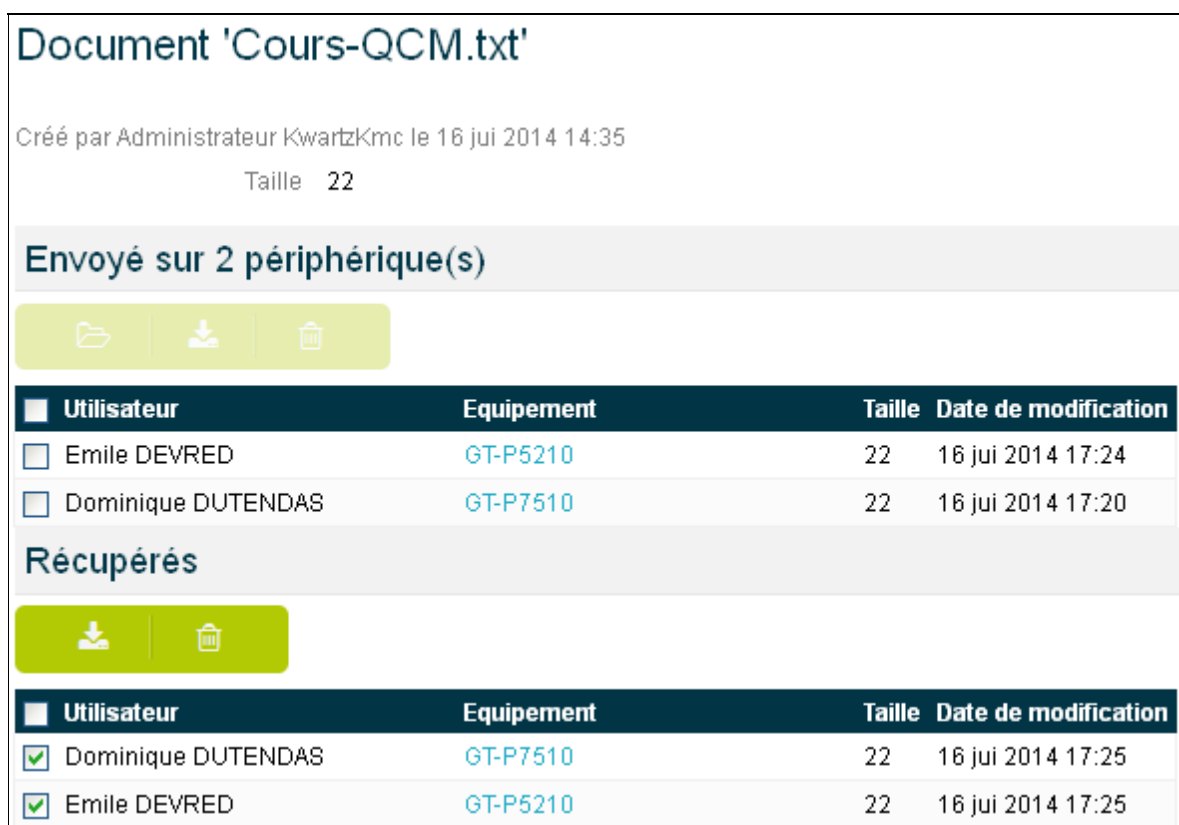 Document 'Cours-QCM.txt'
Créé par Administrateur KwartzKmc le 16 jui 2014 14:35
Taille 22
Envoyé sur 2 périphérique(s)
Utilisateur Equipement Taille Date de modification
Emile DEVRED GT-P5210 22 16 jui 2014 17:24
Dominique DUTENDAS GT-P7510 22 16 jui 2014 17:20
Récupérés
Utilisateur Equipement Taille Date de modification
Dominique DUTENDAS GT-P7510 22 16 jui 2014 17:25
Emile DEVRED GT-P5210 22 16 jui 2014 17:25